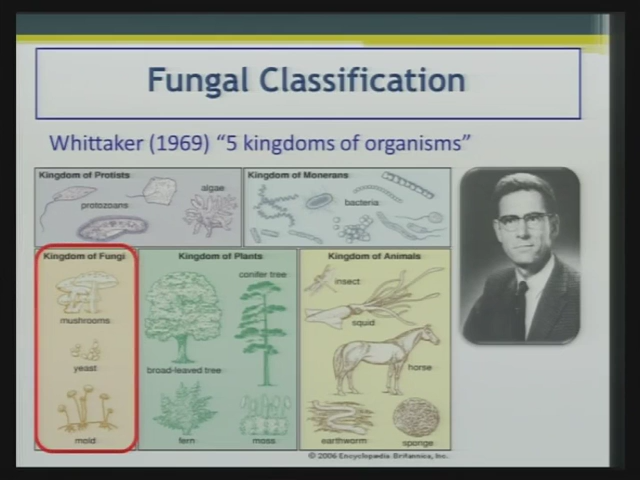 Fungal Classification
Whittaker (1969) “5 kingdoms of organisms”
Kingdom of Protists
algae
protozoans
Kingdom of Monerans
bacteria
Kingdom of Fungi
mushrooms
yeast
mold
Kingdom of Plants
conifer tree
broad-leaved tree
fern
moss
Kingdom of Animals
insect
squid
horse
earthworm
sponge
© 2006 Encyclopædia Britannica, Inc.